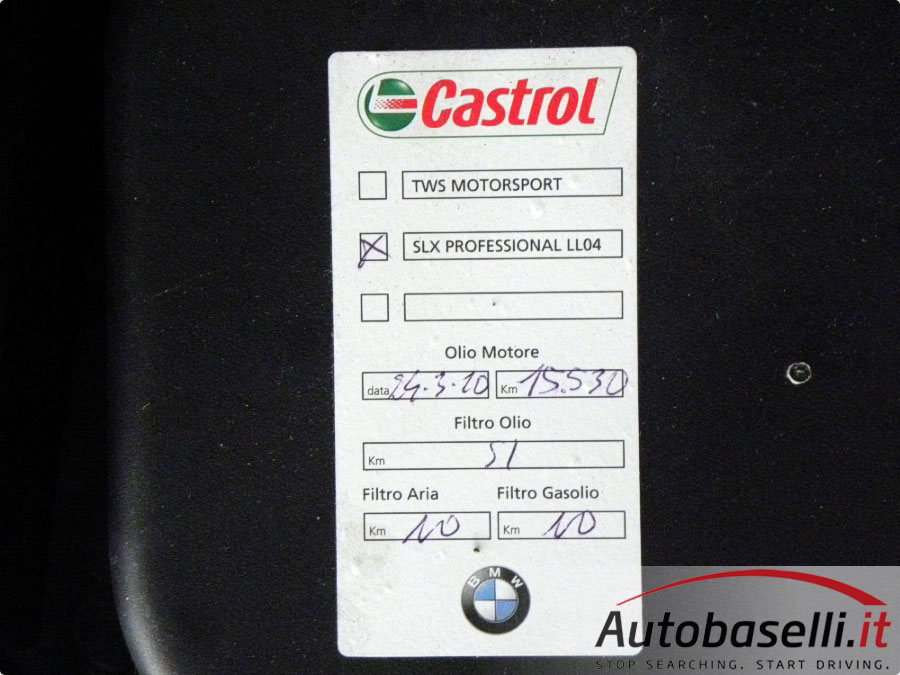 Castrol
TWS MOTORSPORT
SLX PROFESSIONAL LL04
Olio Motore
data 24.3.10 Km 15.530
Filtro Olio
Km SI
Filtro Aria Filtro Gasolio
Km NO Km NO
BMW
Autobaselli.it
STOP SEARCHING. START DRIVING.